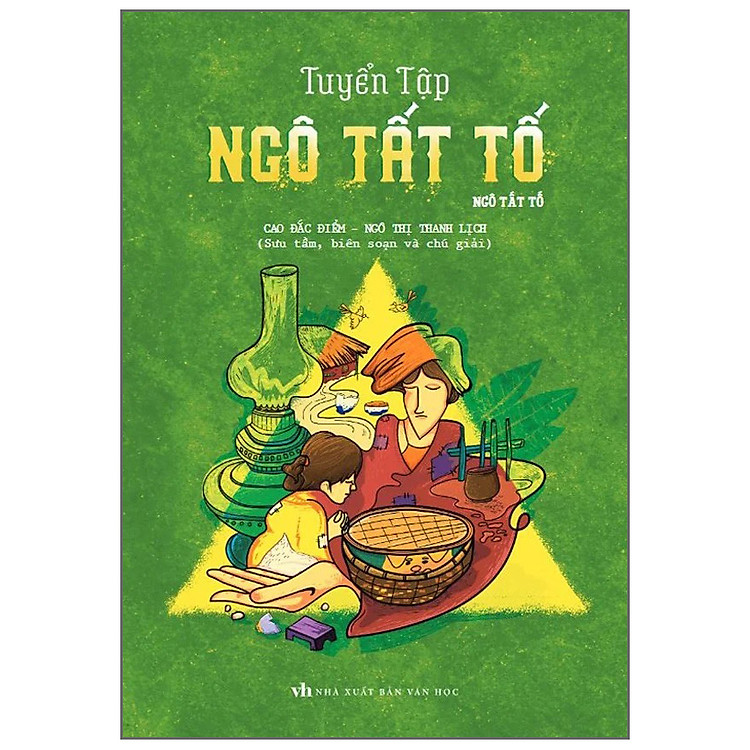 Tuyển Tập
NGÔ TẤT TỐ
NGÔ TẤT TỐ
CAO ĐẮC ĐIỂM - NGÔ THỊ THANH LỊCH
(Sưu tầm, biên soạn và chú giải)
vh NHÀ XUẤT BẢN VĂN HỌC